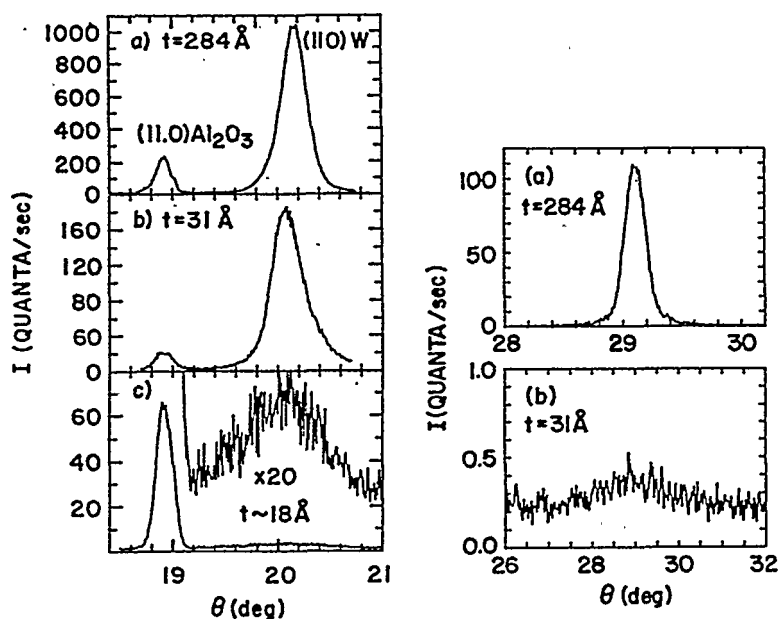 a) t=284 Å
(110) W
(11.0) Al₂O₃
1000
800
600
400
200
0
b) t=31 Å
160
120
60
0
c)
60
40
20
x20
t~18 Å
19
20
21
I (QUANTA/sec)
θ (deg)
(a)
t=284 Å
100
50
0
28
29
30
I (QUANTA/sec)
(b)
t=31 Å
1.0
0.5
0.0
26
28
30
32
θ (deg)